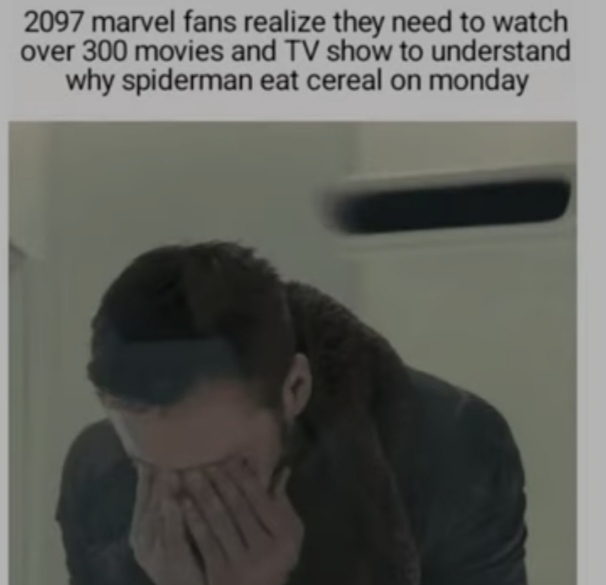 2097 marvel fans realize they need to watch
over 300 movies and TV show to understand
why spiderman eat cereal on monday